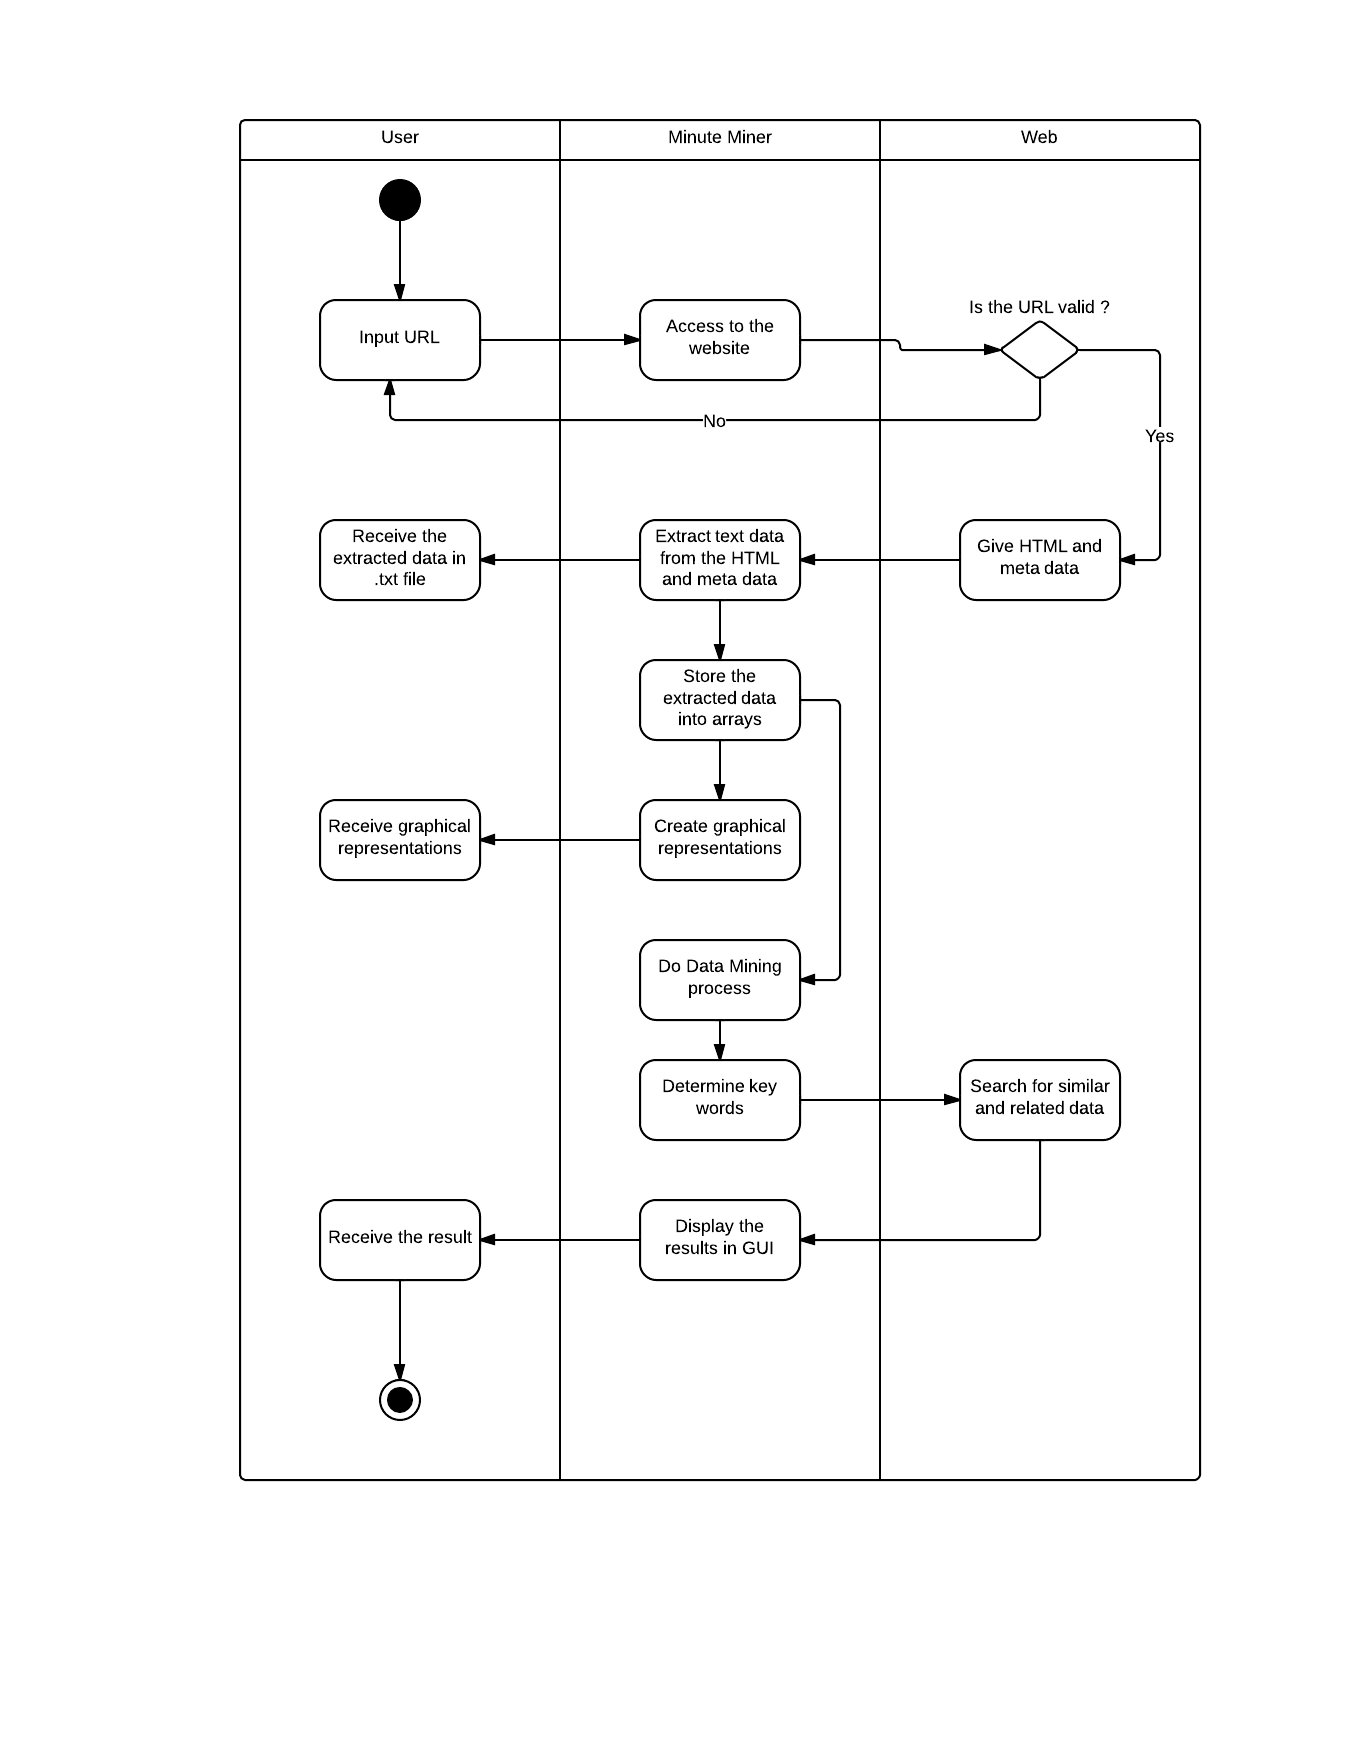 User
Minute Miner
Web
Is the URL valid ?
Input URL
Access to the
website
No
Yes
Receive the
extracted data in
.txt file
Extract text data
from the HTML
and meta data
Give HTML and
meta data
Store the
extracted data
into arrays
Receive graphical
representations
Create graphical
representations
Do Data Mining
process
Determine key
words
Search for similar
and related data
Receive the result
Display the
results in GUI